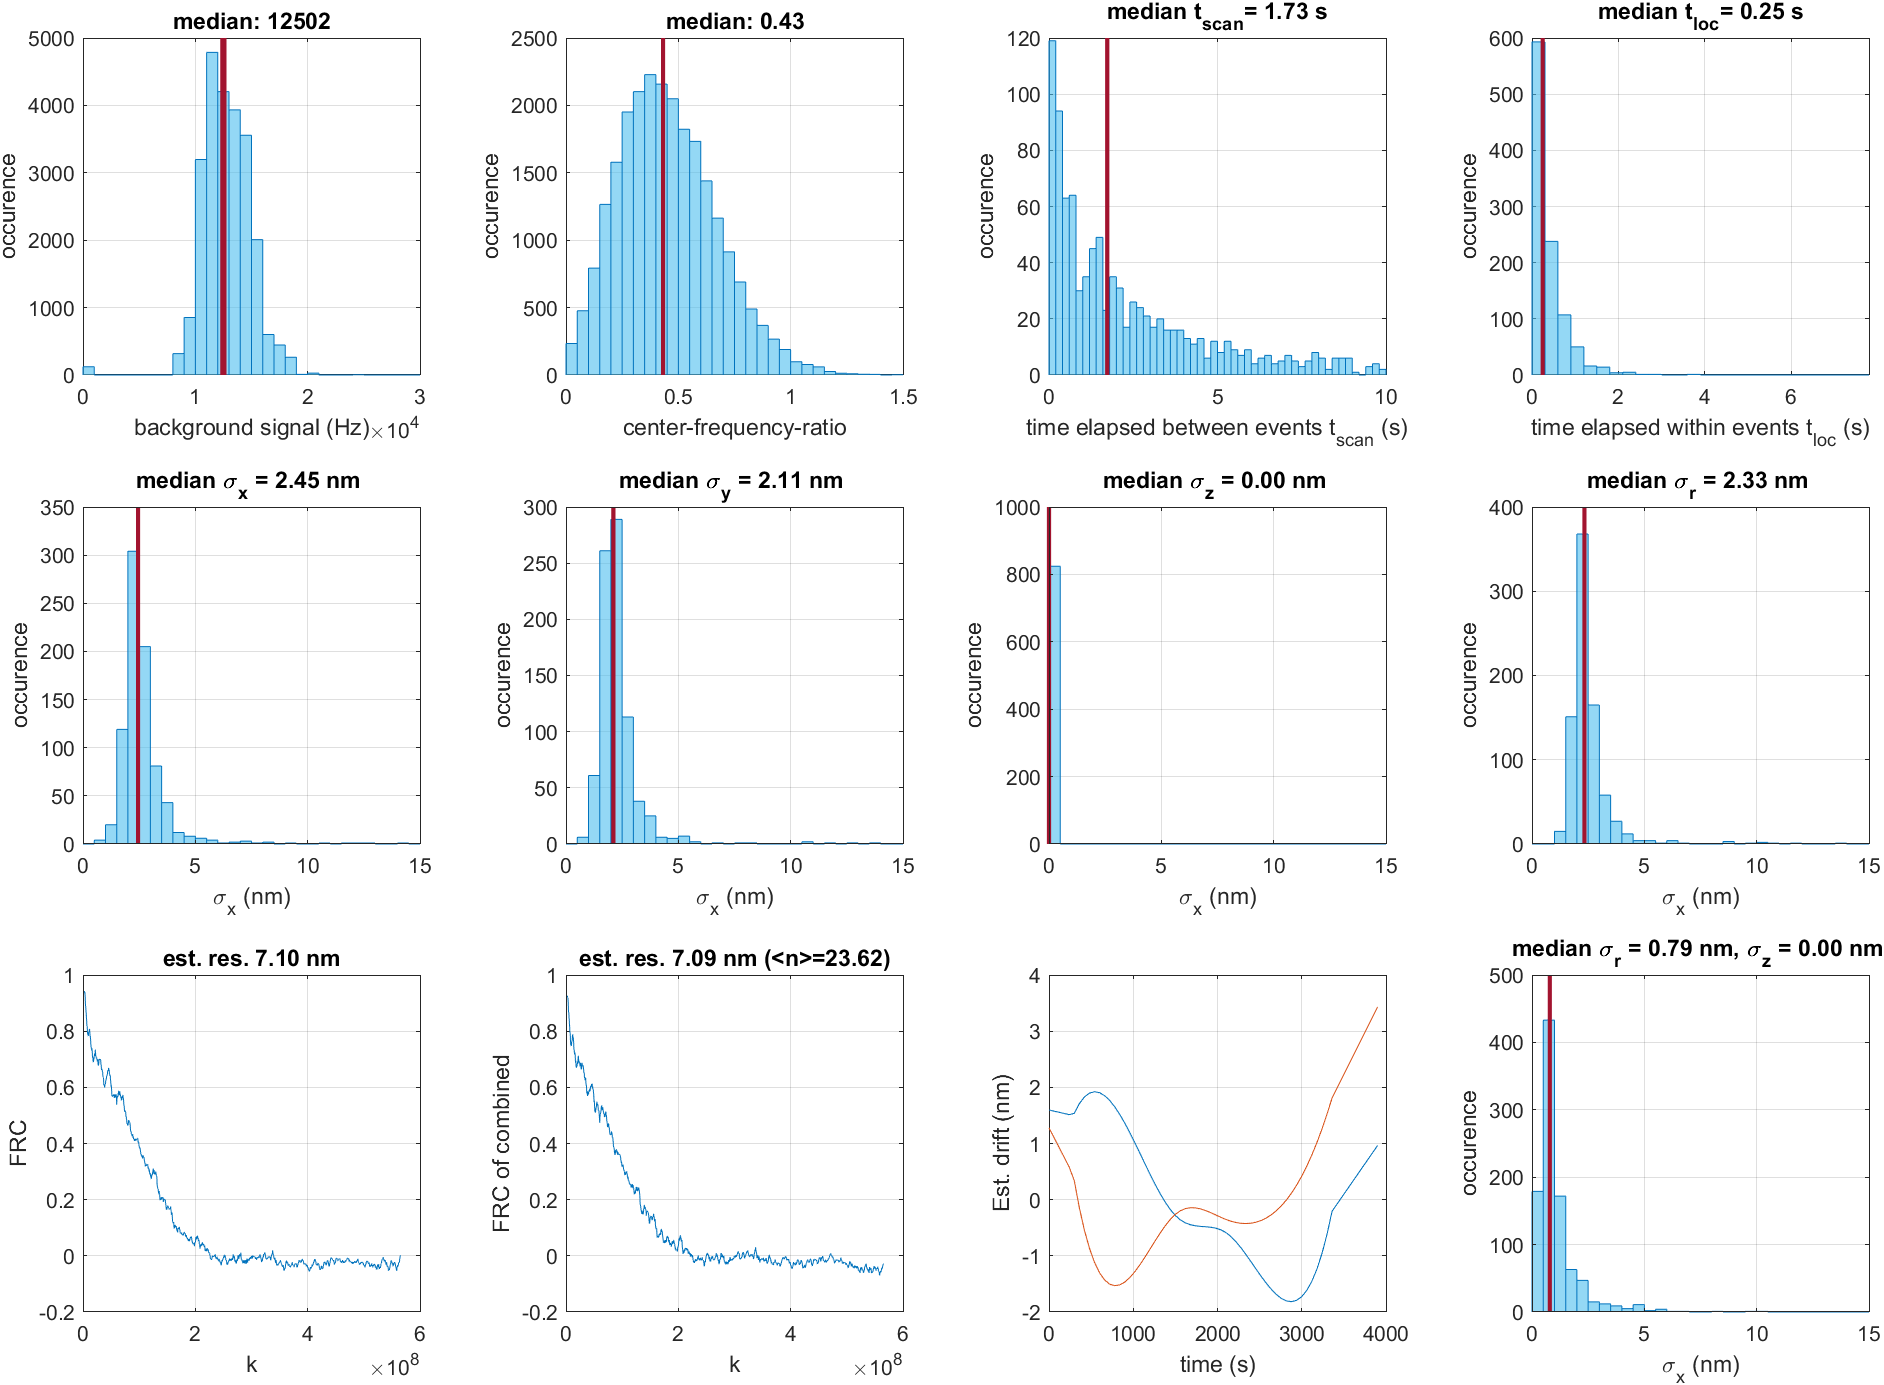 median: 12502
5000
4000
3000
2000
1000
0
0 1 2 3
occurence
background signal (Hz) ×10⁴
median: 0.43
2500
2000
1500
1000
500
0
0 0.5 1 1.5
occurence
center-frequency-ratio
median t_scan = 1.73 s
120
100
80
60
40
20
0
0 5 10
occurence
time elapsed between events t_scan (s)
median t_loc = 0.25 s
600
500
400
300
200
100
0
0 2 4 6
occurence
time elapsed within events t_loc (s)
median σ_x = 2.45 nm
350
300
250
200
150
100
50
0
0 5 10 15
occurence
σ_x (nm)
median σ_y = 2.11 nm
300
250
200
150
100
50
0
0 5 10 15
occurence
σ_x (nm)
median σ_z = 0.00 nm
1000
800
600
400
200
0
0 5 10 15
occurence
σ_x (nm)
median σ_r = 2.33 nm
400
300
200
100
0
0 5 10 15
occurence
σ_x (nm)
est. res. 7.10 nm
1
0.8
0.6
0.4
0.2
0
-0.2
0 2 4 6
FRC
k ×10⁸
est. res. 7.09 nm (<n>=23.62)
1
0.8
0.6
0.4
0.2
0
-0.2
0 2 4 6
FRC of combined
k ×10⁸
4
3
2
1
0
-1
-2
0 1000 2000 3000 4000
Est. drift (nm)
time (s)
median σ_r = 0.79 nm, σ_z = 0.00 nm
500
400
300
200
100
0
0 5 10 15
occurence
σ_x (nm)